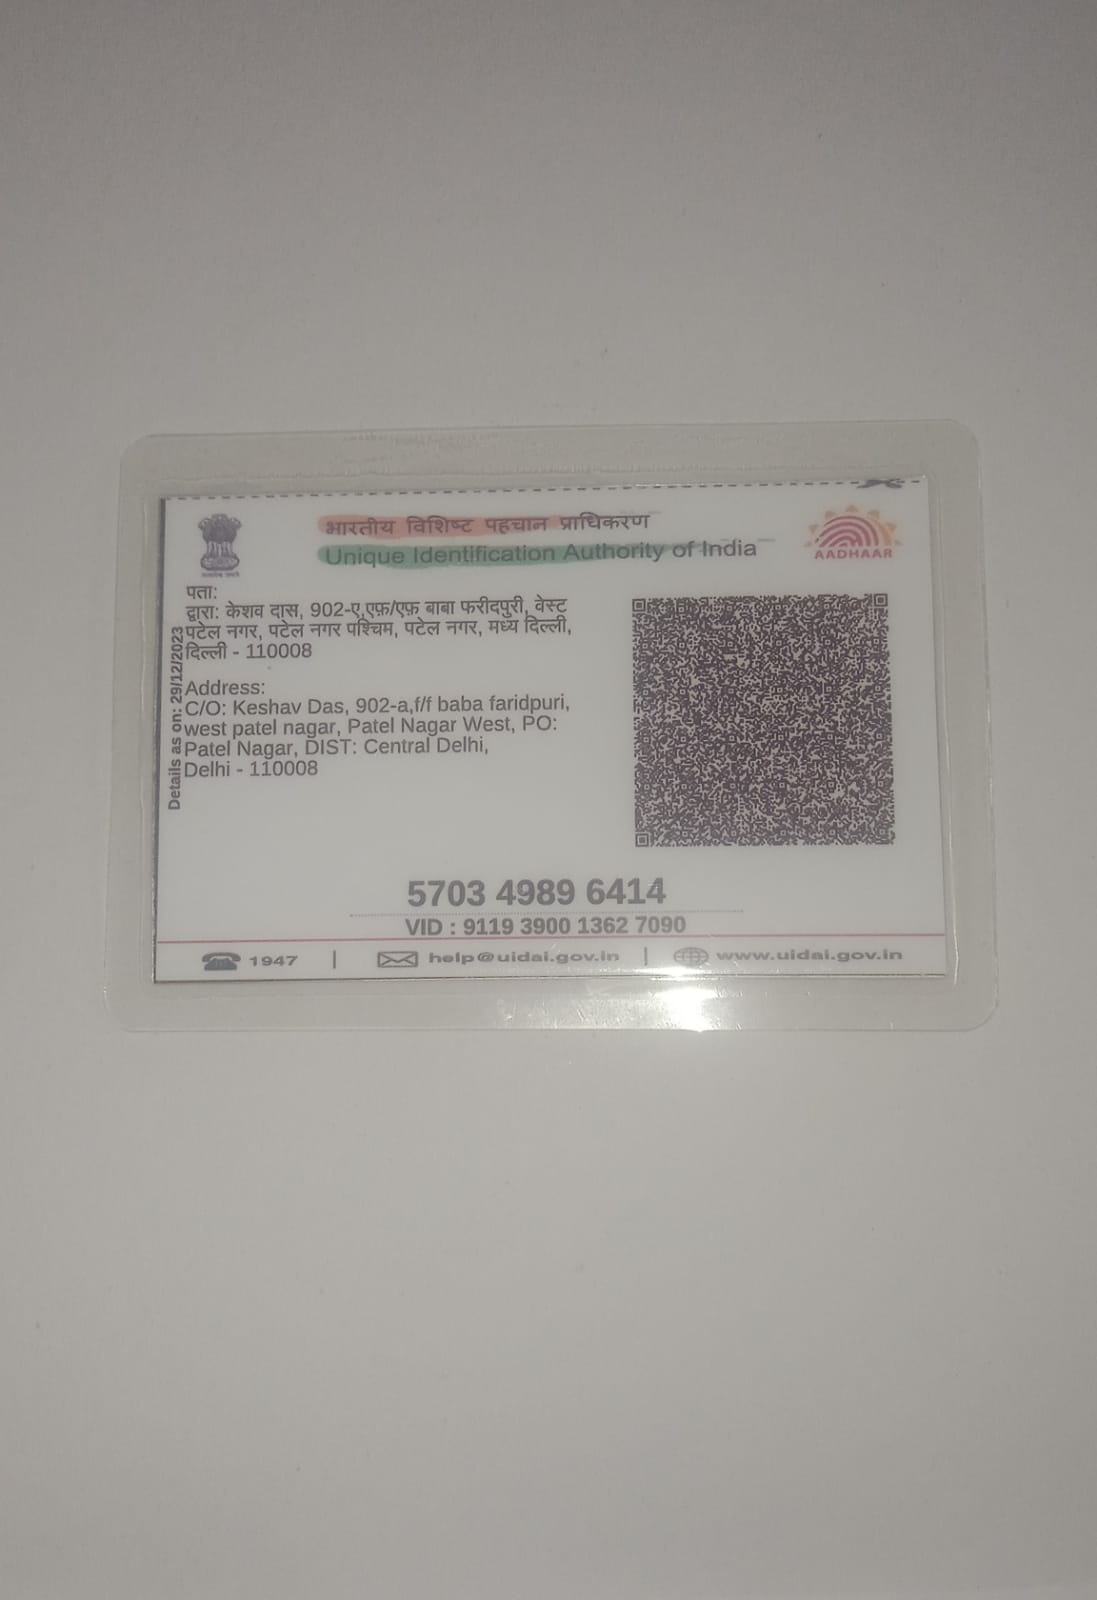 भारतीय विशिष्ट पहचान प्राधिकरण
Unique Identification Authority of India
AADHAAR
पता:
द्वारा: केशव दास, 902-ए,एफ़/एफ़ बाबा फरीदपुरी, वेस्ट
पटेल नगर, पटेल नगर पश्चिम, पटेल नगर, मध्य दिल्ली,
दिल्ली - 110008
Address:
C/O: Keshav Das, 902-a,f/f baba faridpuri,
west patel nagar, Patel Nagar West, PO:
Patel Nagar, DIST: Central Delhi,
Delhi - 110008
Details as on: 29/12/2023
5703 4989 6414
VID : 9119 3900 1362 7090
1947 | help@uidai.gov.in | www.uidai.gov.in